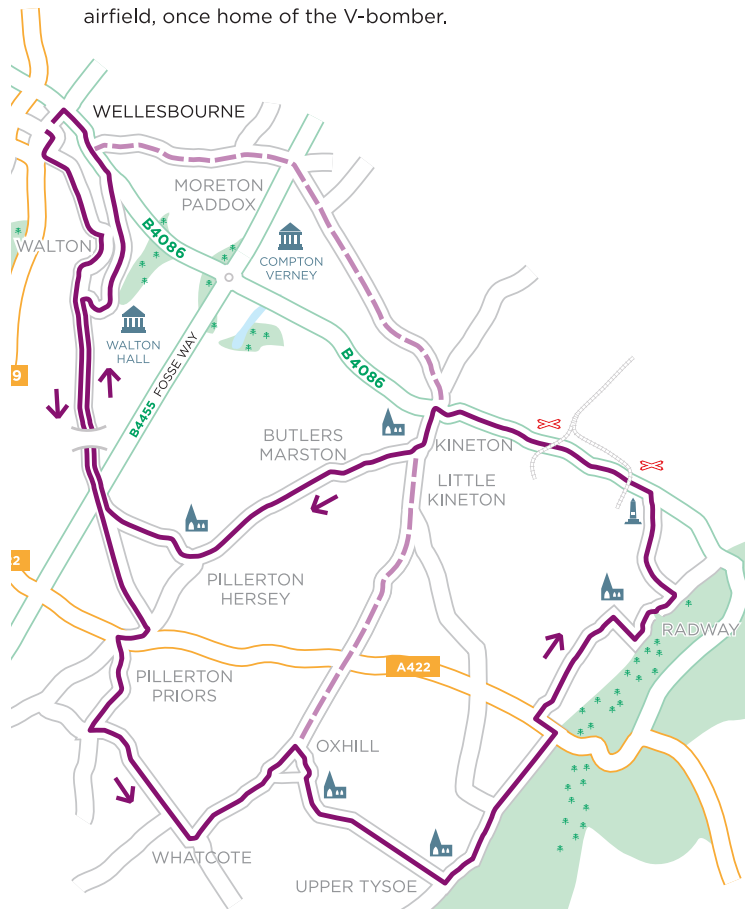 airfield, once home of the V-bomber.
WELLESBOURNE
MORETON
PADDOX
B4086
WALTON
COMPTON
VERNEY
WALTON
HALL
B4455 FOSSE WAY
B4086
9
BUTLERS
MARSTON
KINETON
LITTLE
KINETON
2
PILLERTON
HERSEY
RADWAY
A422
PILLERTON
PRIORS
OXHILL
WHATCOTE
UPPER TYSOE